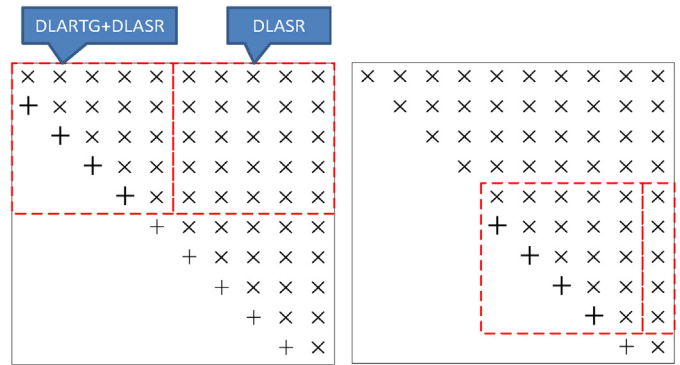 DLARTG+DLASR
DLASR
× × × × × × × × × ×
+ × × × × × × × × ×
+ × × × × × × × ×
+ × × × × × × ×
+ × × × × × ×
+ × × × × ×
+ × × × ×
+ × × ×
+ × ×
+ ×
× × × × × × × × × ×
× × × × × × × × ×
× × × × × × × ×
× × × × × × ×
× × × × × ×
+ × × × × ×
+ × × × ×
+ × × ×
+ × ×
+ ×